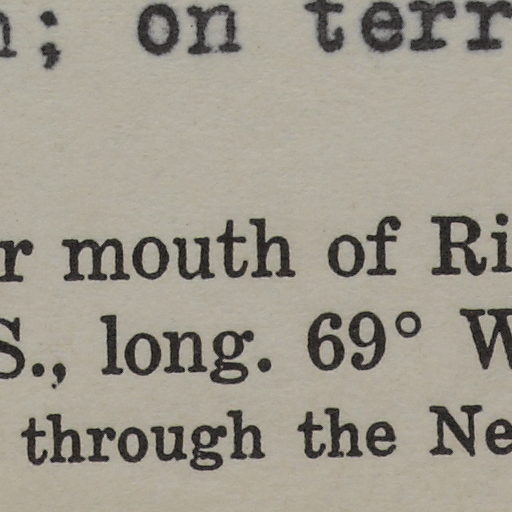 ; on terr
r mouth of Ri
S., long. 69° W
through the Ne